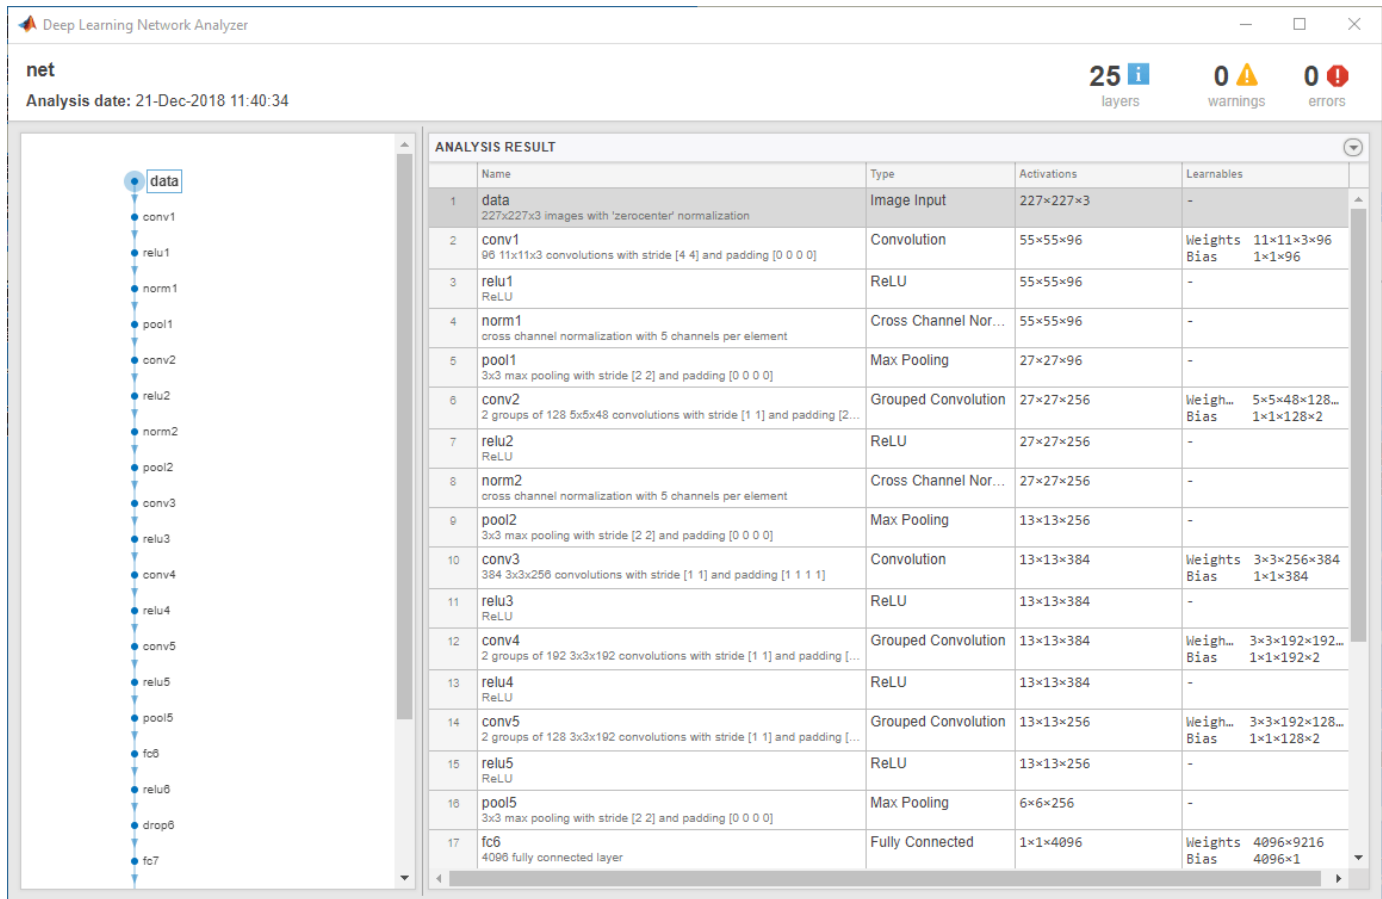 Deep Learning Network Analyzer
net
Analysis date: 21-Dec-2018 11:40:34
25 i
layers
0
warnings
0
errors
data
conv1
relu1
norm1
pool1
conv2
relu2
norm2
pool2
conv3
relu3
conv4
relu4
conv5
relu5
pool5
fc6
relu6
drop6
fc7
ANALYSIS RESULT
Name Type Activations Learnables
1 data Image Input 227×227×3 -
227x227x3 images with 'zerocenter' normalization
2 conv1 Convolution 55×55×96 Weights 11×11×3×96
96 11x11x3 convolutions with stride [4 4] and padding [0 0 0 0] Bias 1×1×96
3 relu1 ReLU 55×55×96 -
ReLU
4 norm1 Cross Channel Nor... 55×55×96 -
cross channel normalization with 5 channels per element
5 pool1 Max Pooling 27×27×96 -
3x3 max pooling with stride [2 2] and padding [0 0 0 0]
6 conv2 Grouped Convolution 27×27×256 Weigh... 5×5×48×128...
2 groups of 128 5x5x48 convolutions with stride [1 1] and padding [2... Bias 1×1×128×2
7 relu2 ReLU 27×27×256 -
ReLU
8 norm2 Cross Channel Nor... 27×27×256 -
cross channel normalization with 5 channels per element
9 pool2 Max Pooling 13×13×256 -
3x3 max pooling with stride [2 2] and padding [0 0 0 0]
10 conv3 Convolution 13×13×384 Weights 3×3×256×384
384 3x3x256 convolutions with stride [1 1] and padding [1 1 1 1] Bias 1×1×384
11 relu3 ReLU 13×13×384 -
ReLU
12 conv4 Grouped Convolution 13×13×384 Weigh... 3×3×192×192...
2 groups of 192 3x3x192 convolutions with stride [1 1] and padding [... Bias 1×1×192×2
13 relu4 ReLU 13×13×384 -
ReLU
14 conv5 Grouped Convolution 13×13×256 Weigh... 3×3×192×128...
2 groups of 128 3x3x192 convolutions with stride [1 1] and padding [... Bias 1×1×128×2
15 relu5 ReLU 13×13×256 -
ReLU
16 pool5 Max Pooling 6×6×256 -
3x3 max pooling with stride [2 2] and padding [0 0 0 0]
17 fc6 Fully Connected 1×1×4096 Weights 4096×9216
4096 fully connected layer Bias 4096×1